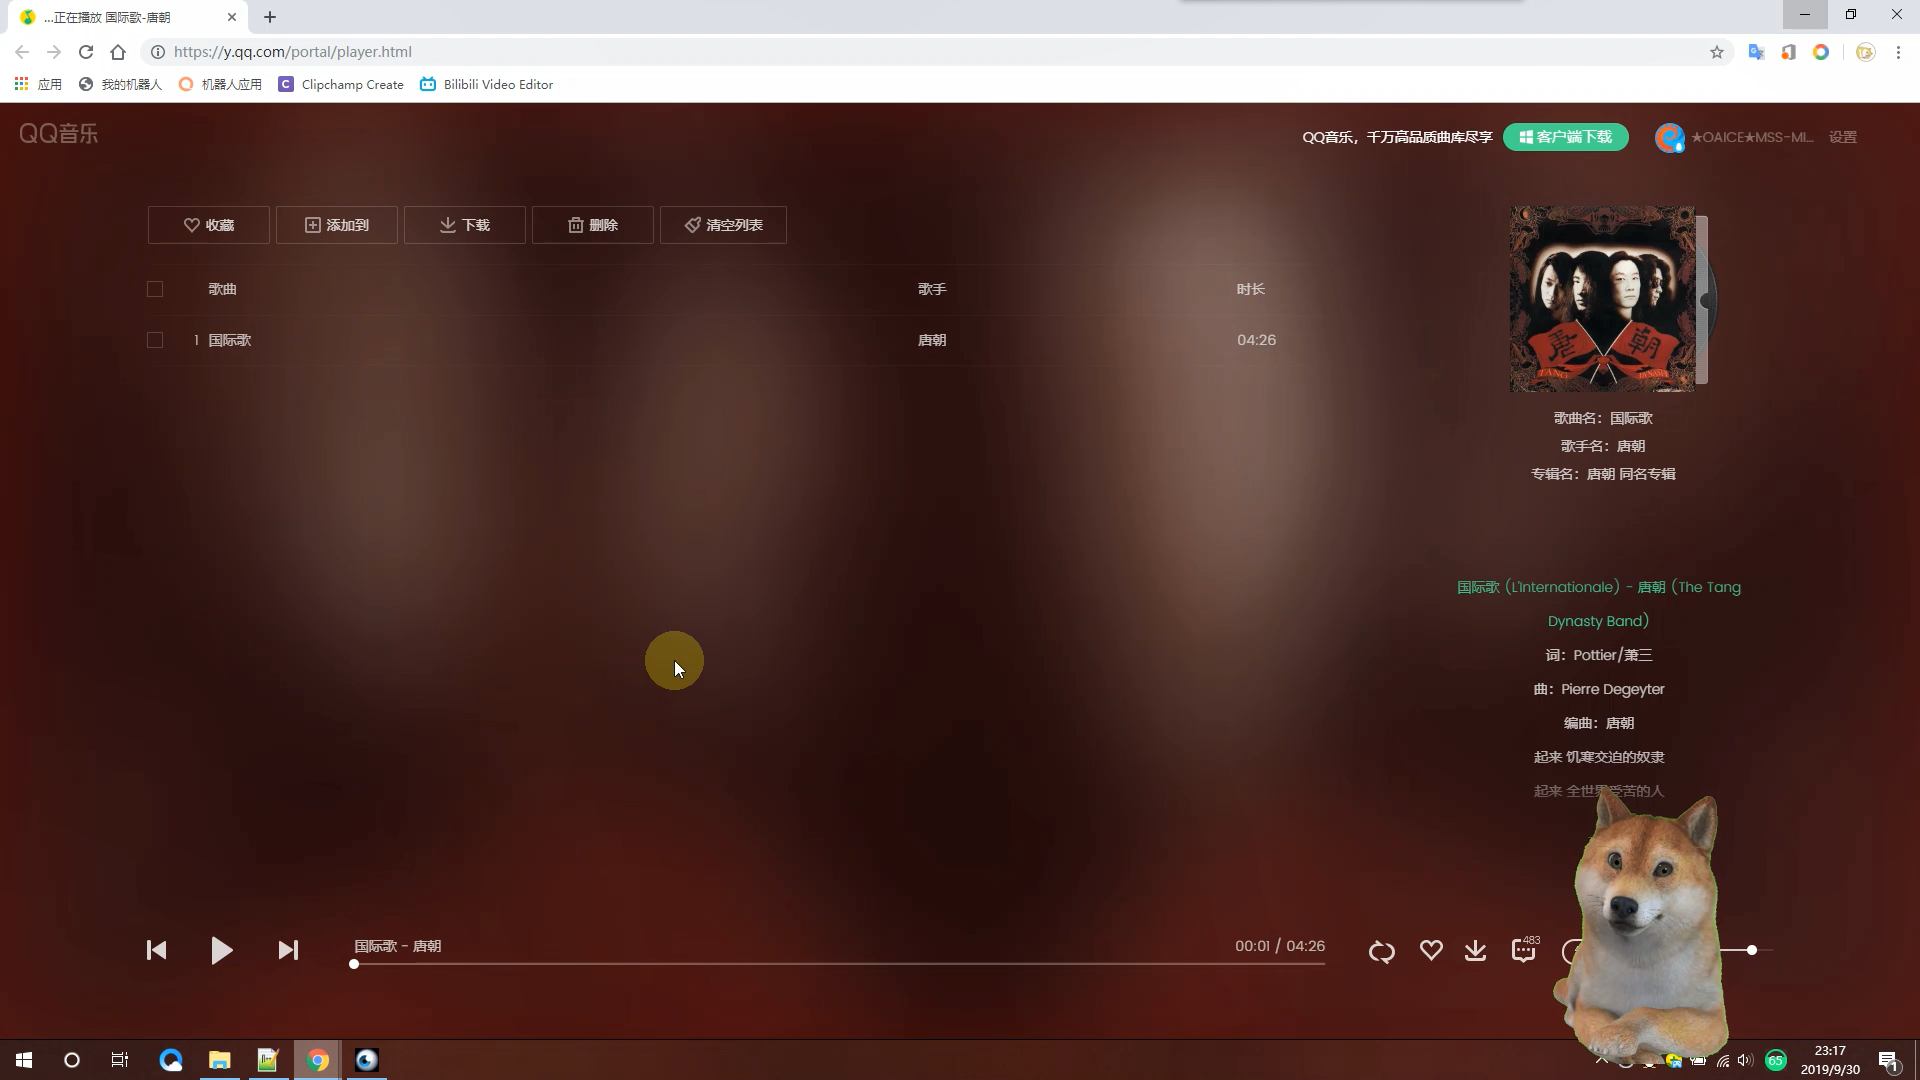 ...正在播放 国际歌-唐朝
https://y.qq.com/portal/player.html
应用 我的机器人 机器人应用 Clipchamp Create Bilibili Video Editor
QQ音乐
QQ音乐，千万高品质曲库尽享 客户端下载 ★OAICE★MSS-MI... 设置
收藏 添加到 下载 删除 清空列表
歌曲 歌手 时长
1 国际歌 唐朝 04:26
唐 朝
TANG DYNASTY
歌曲名：国际歌
歌手名：唐朝
专辑名：唐朝 同名专辑
国际歌 (L'Internationale) - 唐朝 (The Tang
Dynasty Band)
词：Pottier/萧三
曲：Pierre Degeyter
编曲：唐朝
起来 饥寒交迫的奴隶
起来 全世界受苦的人
国际歌 - 唐朝 00:01 / 04:26
483
65
23:17
2019/9/30
1